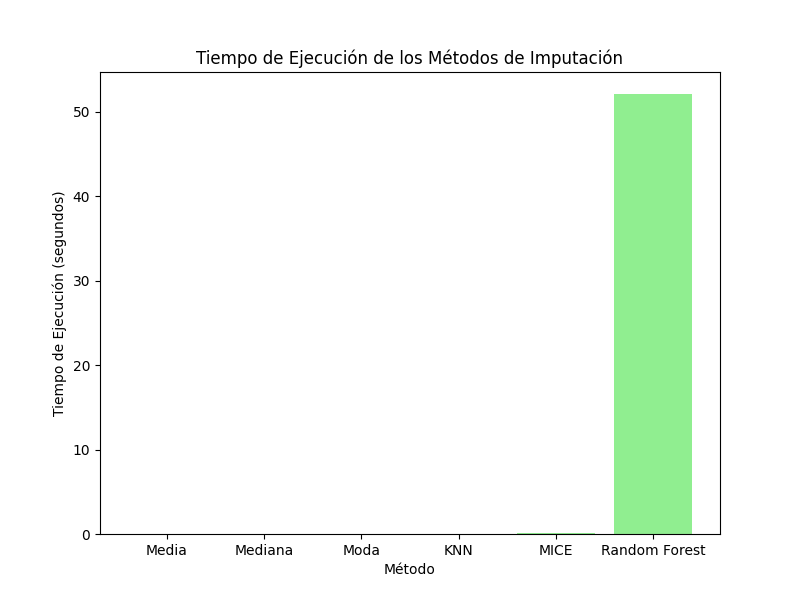 Tiempo de Ejecución de los Métodos de Imputación
Tiempo de Ejecución (segundos)
50
40
30
20
10
0
Media Mediana Moda KNN MICE Random Forest
Método